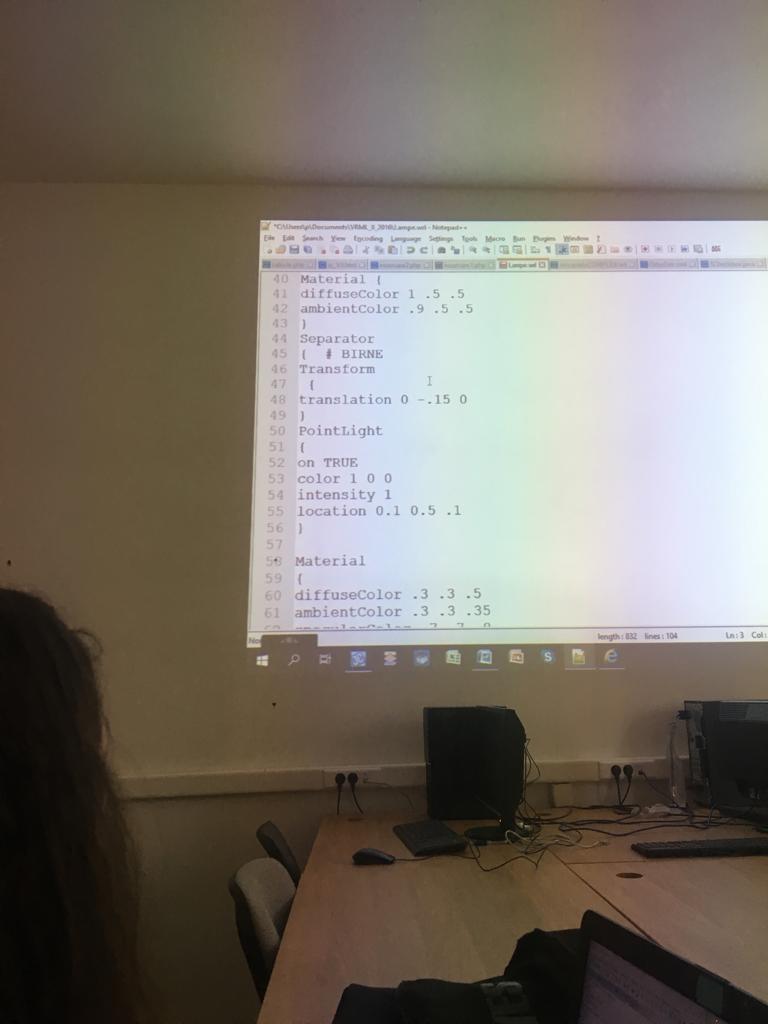 *C:\Users\p\Documents\VRML_II_2016\Lampe.wrl - Notepad++
File Edit Search View Encoding Language Settings Tools Macro Run Plugins Window ?
Lampe.wrl
40 Material {
41 diffuseColor 1 .5 .5
42 ambientColor .9 .5 .5
43 }
44 Separator
45 { # BIRNE
46 Transform
47 {
48 translation 0 -.15 0
49 }
50 PointLight
51 {
52 on TRUE
53 color 1 0 0
54 intensity 1
55 location 0.1 0.5 .1
56 }
57
58 Material
59 {
60 diffuseColor .3 .3 .5
61 ambientColor .3 .3 .35
length : 832 lines : 104 Ln : 3 Col :